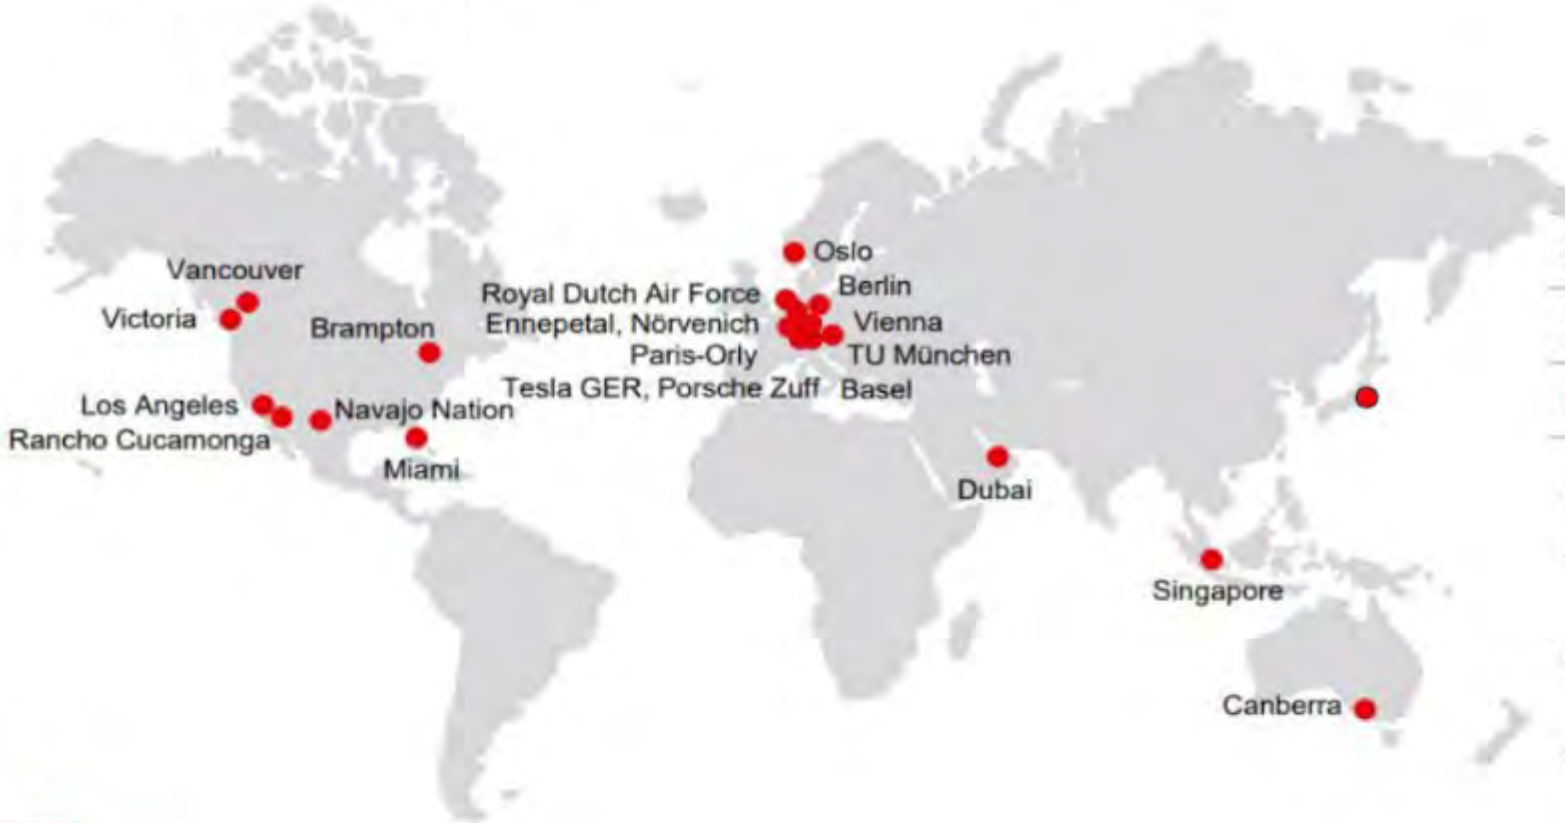 Vancouver
Victoria
Brampton
Los Angeles
Navajo Nation
Rancho Cucamonga
Miami
Oslo
Royal Dutch Air Force
Berlin
Ennepetal, Nörvenich
Vienna
Paris-Orly
TU München
Tesla GER, Porsche Zuff
Basel
Dubai
Singapore
Canberra